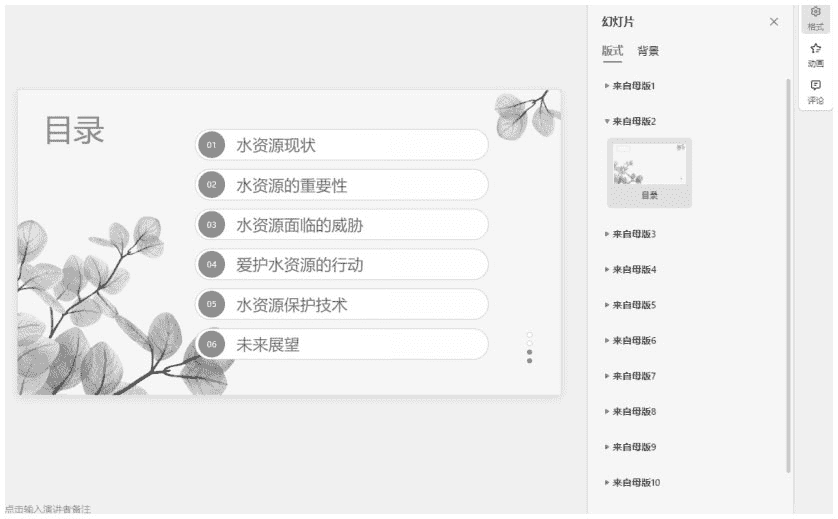 目录
01 水资源现状
02 水资源的重要性
03 水资源面临的威胁
04 爱护水资源的行动
05 水资源保护技术
06 未来展望
点击输入演讲者备注
幻灯片
版式 背景
来自母版1
来自母版2
目录
来自母版3
来自母版4
来自母版5
来自母版6
来自母版7
来自母版8
来自母版9
来自母版10
格式
动画
评论